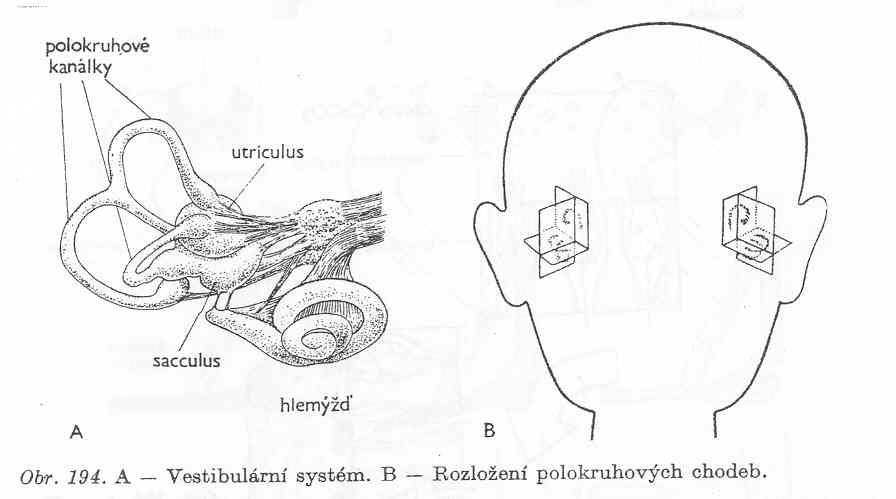 polokruhové
kanálky
utriculus
sacculus
hlemýžď
A
B
Obr. 194. A — Vestibulární systém. B — Rozložení polokruhových chodeb.